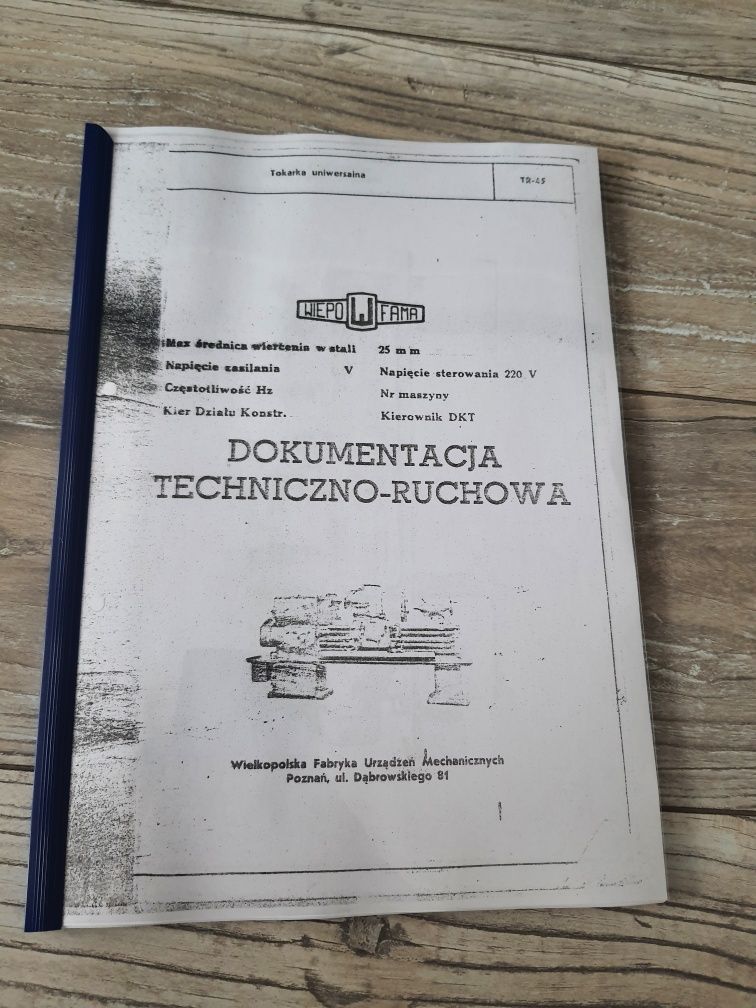 Tokarka uniwersalna
TR-45
WIEPO W FAMA
Max średnica wiercenia w stali 25 mm
Napięcie zasilania V Napięcie sterowania 220 V
Częstotliwość Hz Nr maszyny
Kier Działu Konstr. Kierownik DKT
DOKUMENTACJA
TECHNICZNO-RUCHOWA
Wielkopolska Fabryka Urządzeń Mechanicznych
Poznań, ul. Dąbrowskiego 81